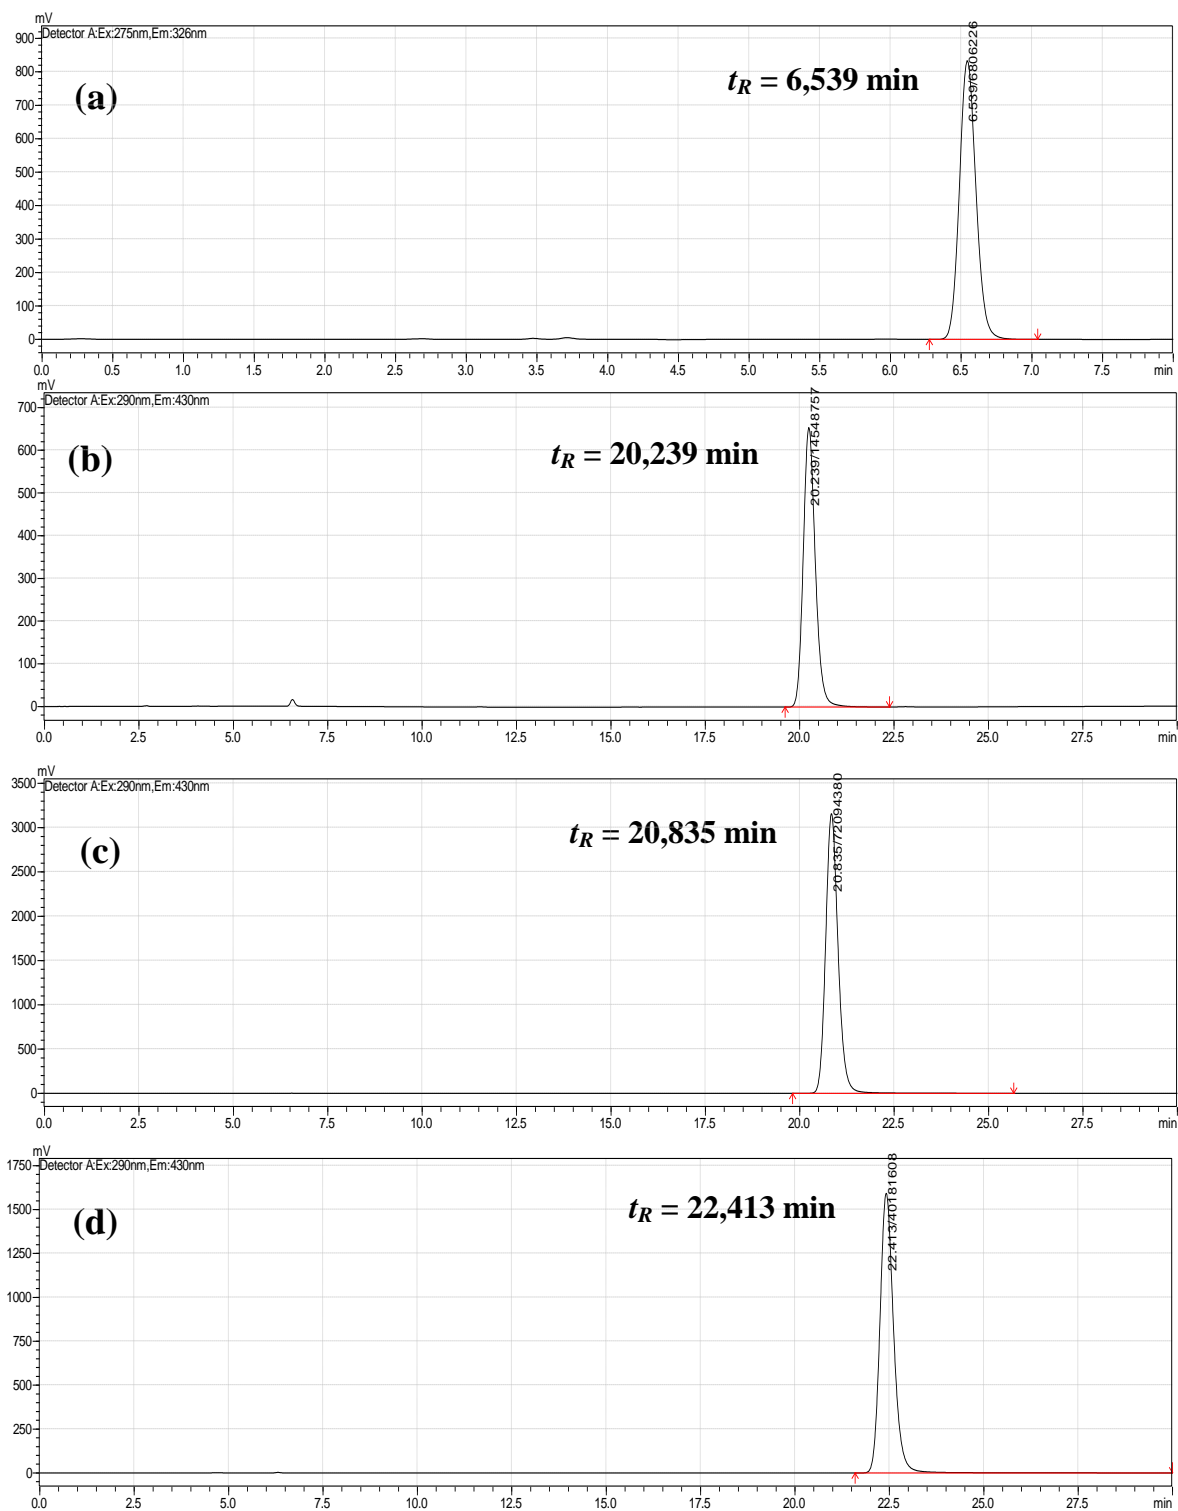 mV
Detector A:Ex:275nm,Em:326nm
900
800
700
600
500
400
300
200
100
0
(a)
tR = 6,539 min
6.539/6806226
0.0 0.5 1.0 1.5 2.0 2.5 3.0 3.5 4.0 4.5 5.0 5.5 6.0 6.5 7.0 7.5 min
mV
Detector A:Ex:290nm,Em:430nm
700
600
500
400
300
200
100
0
(b)
tR = 20,239 min
20.239/14548757
0.0 2.5 5.0 7.5 10.0 12.5 15.0 17.5 20.0 22.5 25.0 27.5 min
mV
Detector A:Ex:290nm,Em:430nm
3500
3000
2500
2000
1500
1000
500
0
(c)
tR = 20,835 min
20.835/72094380
0.0 2.5 5.0 7.5 10.0 12.5 15.0 17.5 20.0 22.5 25.0 27.5 min
mV
Detector A:Ex:290nm,Em:430nm
1750
1500
1250
1000
750
500
250
0
(d)
tR = 22,413 min
22.413/40181608
0.0 2.5 5.0 7.5 10.0 12.5 15.0 17.5 20.0 22.5 25.0 27.5 min